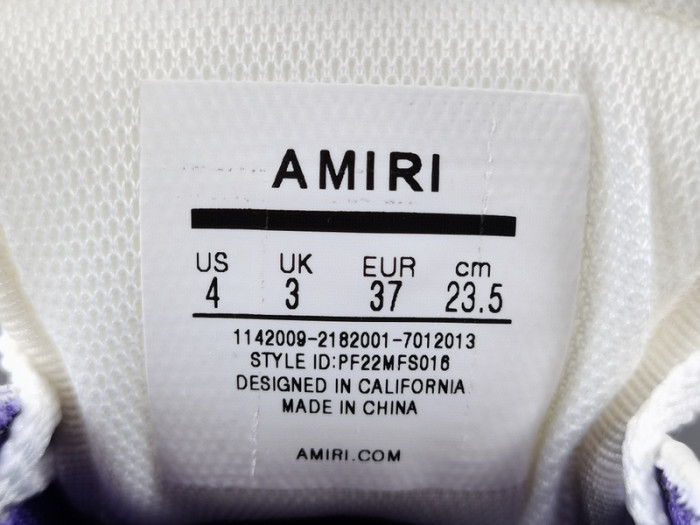 AMIRI
US UK EUR cm
4 3 37 23.5
1142009-2182001-7012013
STYLE ID:PF22MFS016
DESIGNED IN CALIFORNIA
MADE IN CHINA
AMIRI.COM